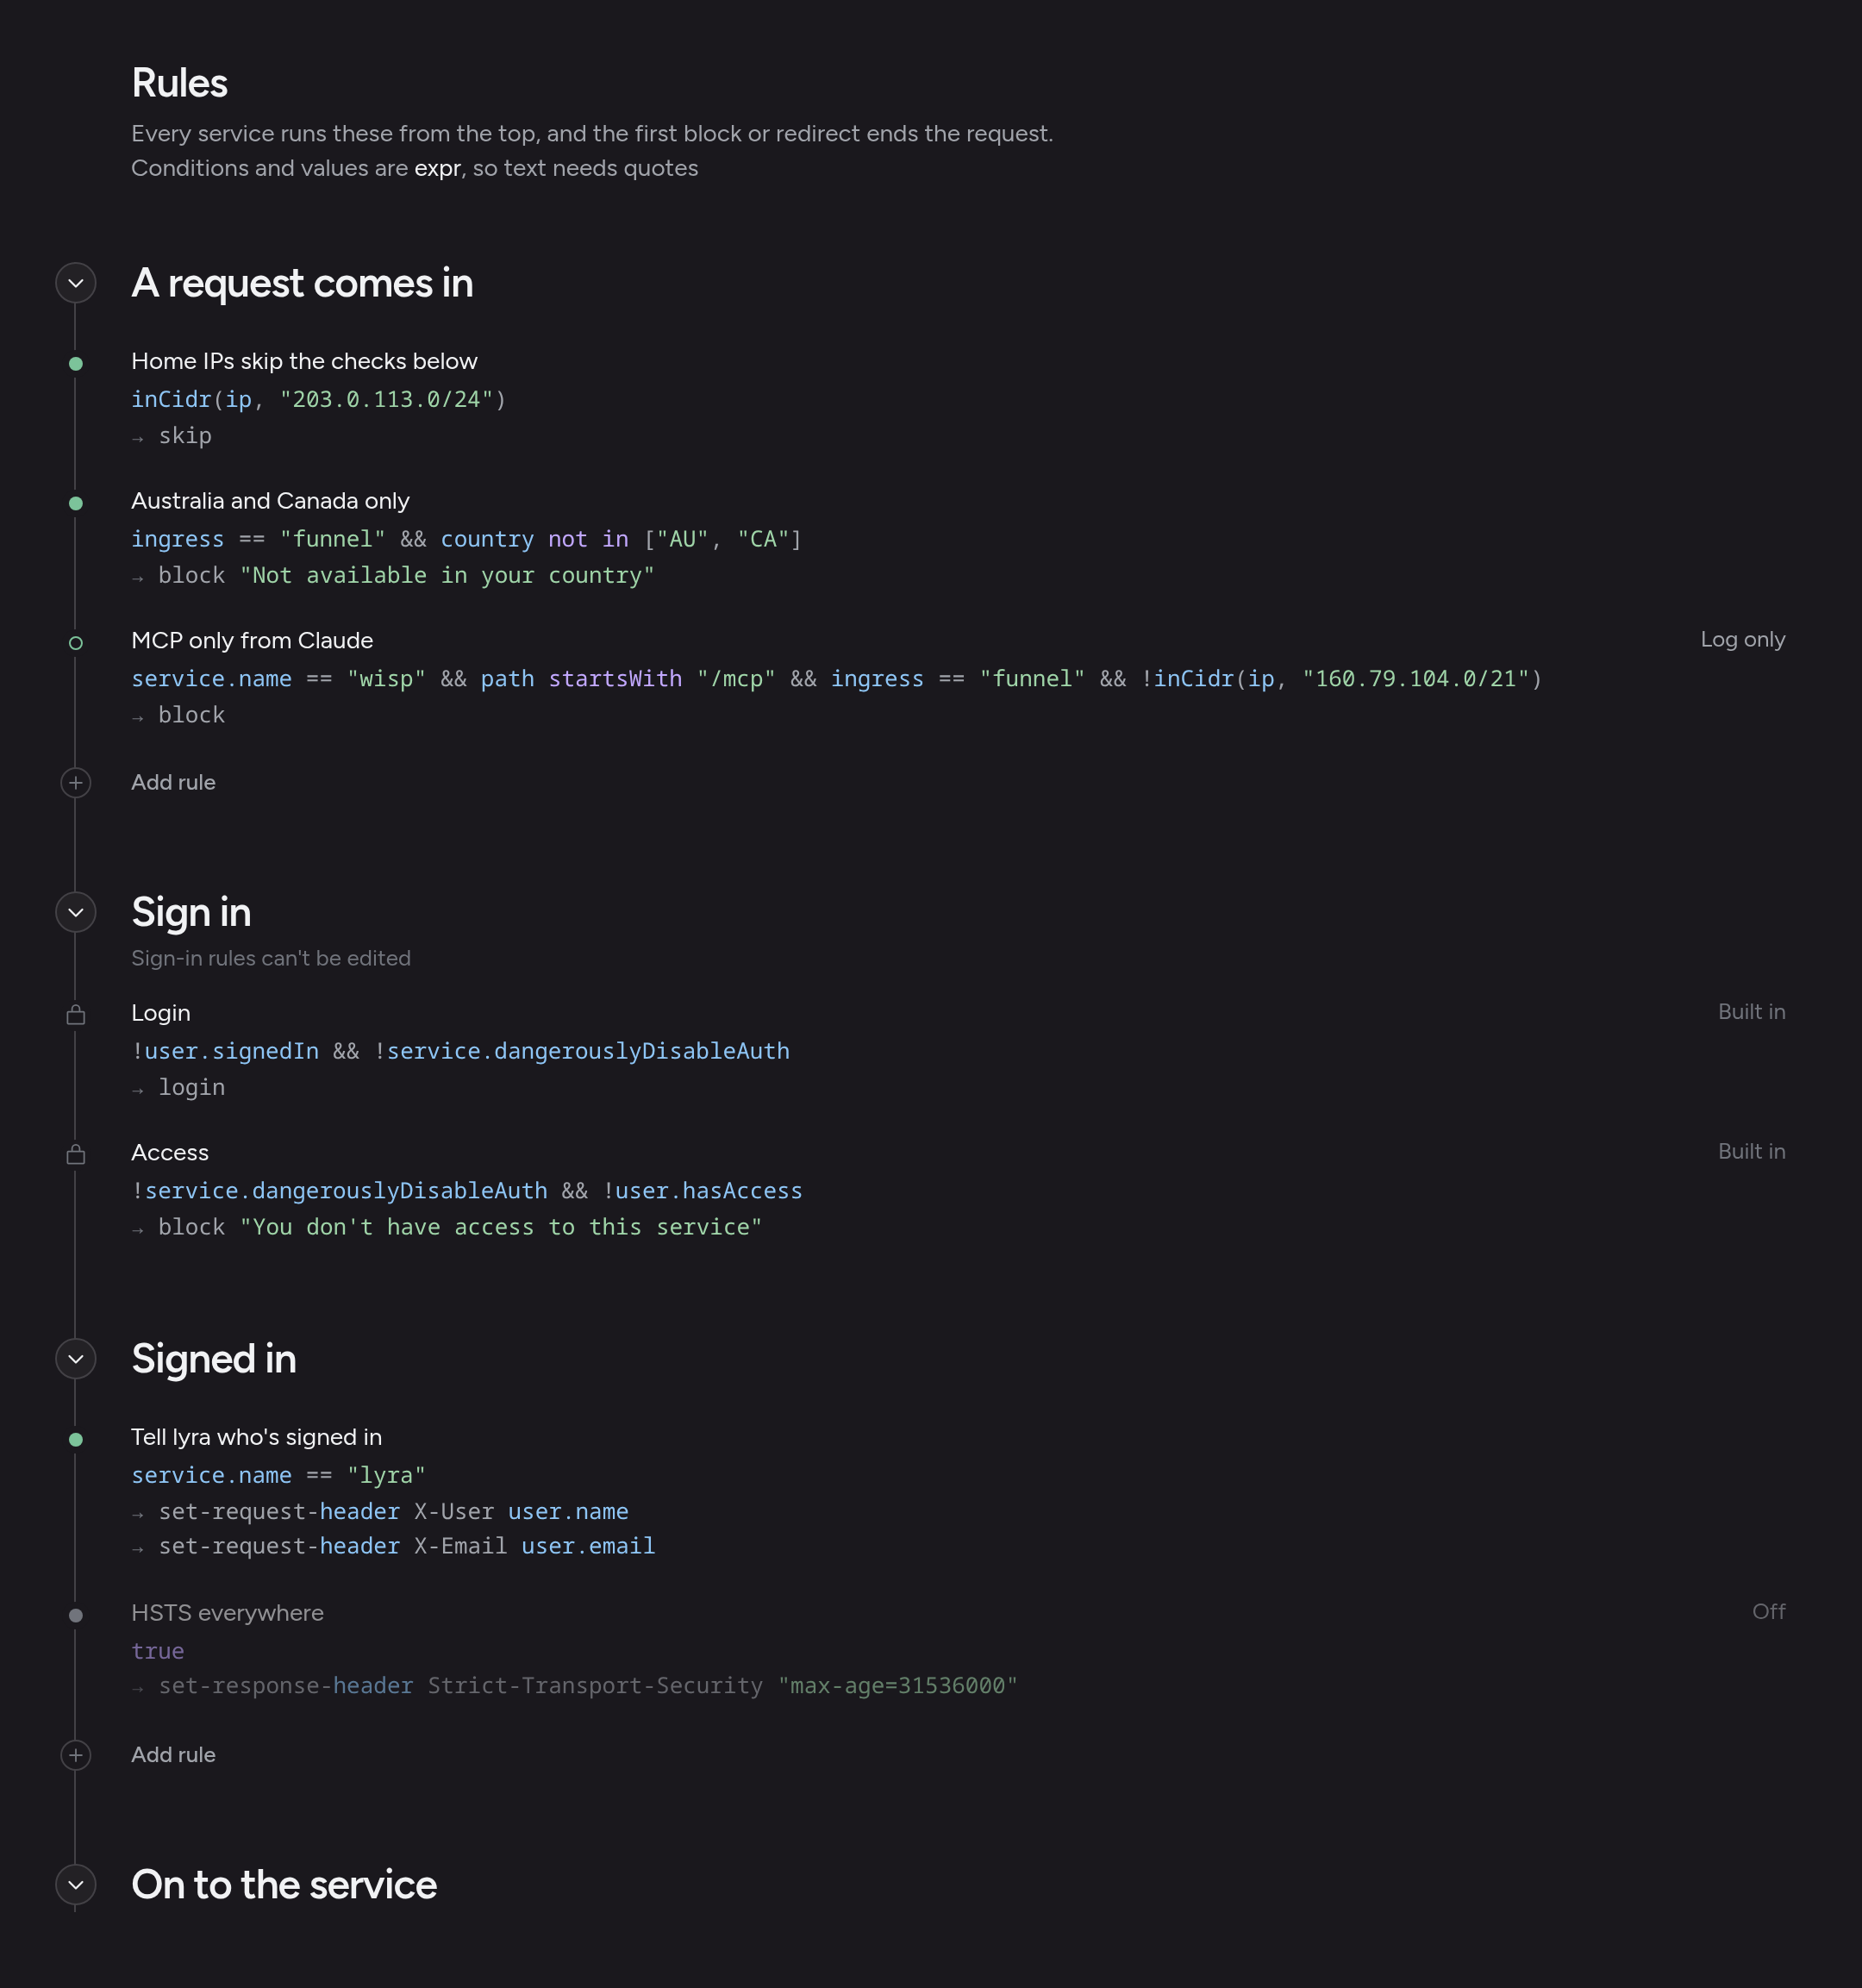 Rules
Every service runs these from the top, and the first block or redirect ends the request.
Conditions and values are expr, so text needs quotes
A request comes in
Home IPs skip the checks below
inCidr(ip, "203.0.113.0/24")
→ skip
Australia and Canada only
ingress == "funnel" && country not in ["AU", "CA"]
→ block "Not available in your country"
MCP only from Claude
Log only
service.name == "wisp" && path startsWith "/mcp" && ingress == "funnel" && !inCidr(ip, "160.79.104.0/21")
→ block
Add rule
Sign in
Sign-in rules can't be edited
Login
Built in
!user.signedIn && !service.dangerouslyDisableAuth
→ login
Access
Built in
!service.dangerouslyDisableAuth && !user.hasAccess
→ block "You don't have access to this service"
Signed in
Tell lyra who's signed in
service.name == "lyra"
→ set-request-header X-User user.name
→ set-request-header X-Email user.email
HSTS everywhere
Off
true
→ set-response-header Strict-Transport-Security "max-age=31536000"
Add rule
On to the service